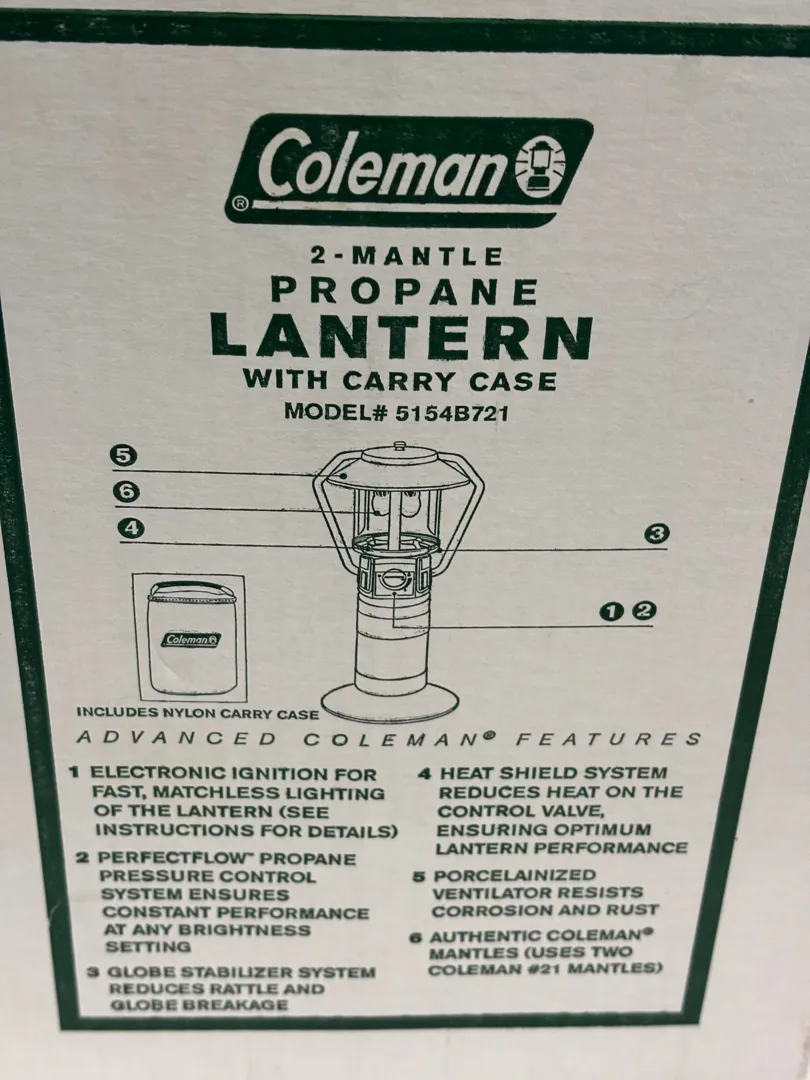 Coleman
®
2-MANTLE
PROPANE
LANTERN
WITH CARRY CASE
MODEL# 5154B721
5
6
4
3
1 2
Coleman
INCLUDES NYLON CARRY CASE
ADVANCED COLEMAN® FEATURES
1 ELECTRONIC IGNITION FOR
FAST, MATCHLESS LIGHTING
OF THE LANTERN (SEE
INSTRUCTIONS FOR DETAILS)
2 PERFECTFLOW™ PROPANE
PRESSURE CONTROL
SYSTEM ENSURES
CONSTANT PERFORMANCE
AT ANY BRIGHTNESS
SETTING
3 GLOBE STABILIZER SYSTEM
REDUCES RATTLE AND
GLOBE BREAKAGE
4 HEAT SHIELD SYSTEM
REDUCES HEAT ON THE
CONTROL VALVE,
ENSURING OPTIMUM
LANTERN PERFORMANCE
5 PORCELAINIZED
VENTILATOR RESISTS
CORROSION AND RUST
6 AUTHENTIC COLEMAN®
MANTLES (USES TWO
COLEMAN #21 MANTLES)